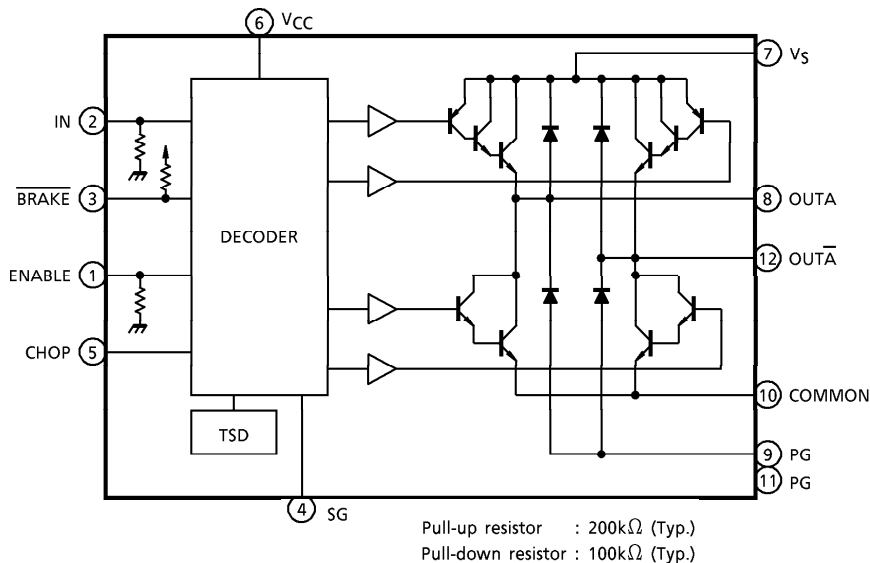 6 VCC
7 VS
IN 2
BRAKE 3
DECODER
8 OUTA
ENABLE 1
12 OUTA̅
CHOP 5
10 COMMON
TSD
9 PG
11 PG
4 SG
Pull-up resistor : 200kΩ (Typ.)
Pull-down resistor : 100kΩ (Typ.)